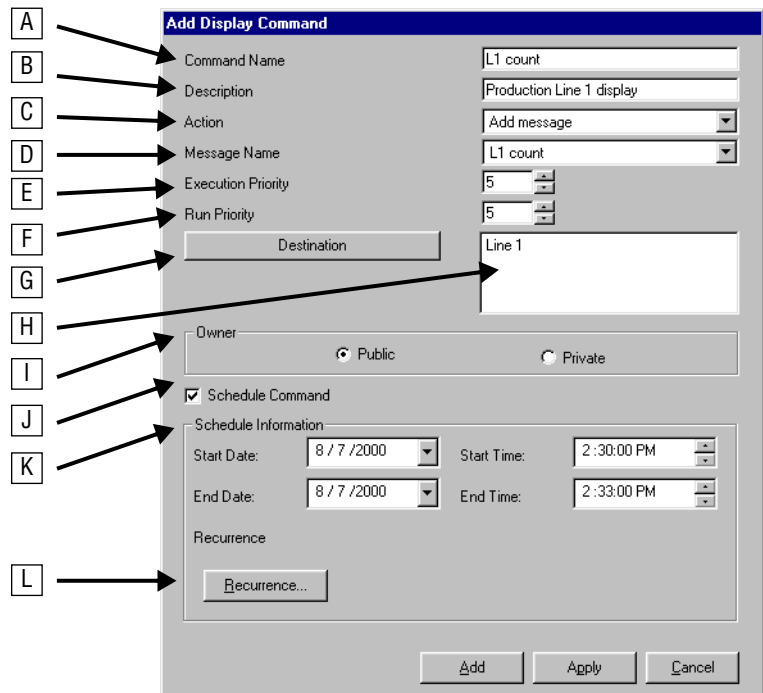 A
B
C
D
E
F
G
H
I
J
K
L
Add Display Command
Command Name L1 count
Description Production Line 1 display
Action Add message
Message Name L1 count
Execution Priority 5
Run Priority 5
Destination Line 1
Owner
Public Private
Schedule Command
Schedule Information
Start Date: 8 / 7 /2000 Start Time: 2 :30:00 PM
End Date: 8 / 7 /2000 End Time: 2 :33:00 PM
Recurrence
Recurrence...
Add Apply Cancel